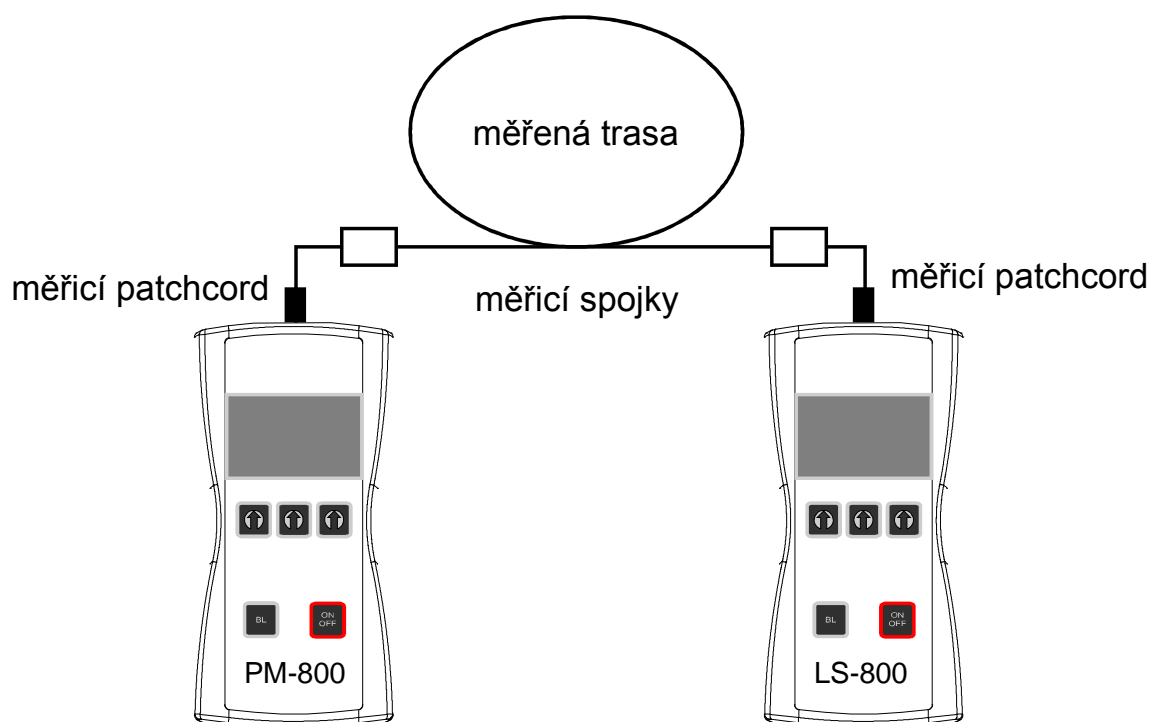 měřená trasa
měřicí patchcord
měřicí spojky
měřicí patchcord
BL
ON
OFF
PM-800
BL
ON
OFF
LS-800